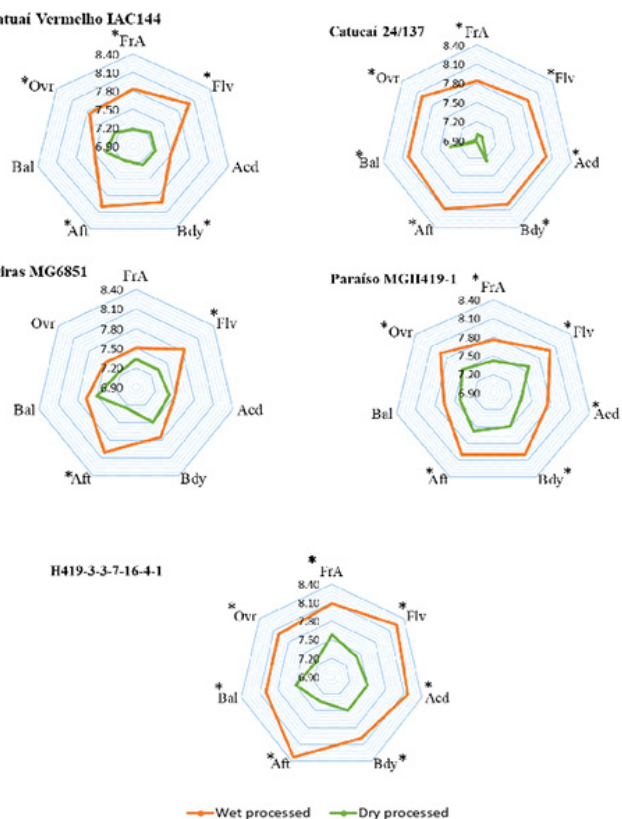 atuaí Vermelho IAC144
*FrA
8.40
8.10
7.80
7.50
7.20
6.90
*Flv
Acd
Bdy*
*Aft
Bal
*Ovr
Catucaí 24/137
*FrA
8.40
8.10
7.80
7.50
7.20
6.90
*Flv
*Acd
Bdy*
*Aft
*Bal
*Ovr
iras MG6851
FrA
8.40
8.10
7.80
7.50
7.20
6.90
*Flv
Acd
Bdy
*Aft
Bal
Ovr
Paraíso MGH419-1
*FrA
8.40
8.10
7.80
7.50
7.20
6.90
*Flv
*Acd
Bdy*
*Aft
Bal
*Ovr
H419-3-3-7-16-4-1
*FrA
8.40
8.10
7.80
7.50
7.20
6.90
*Flv
*Acd
Bdy*
*Aft
*Bal
*Ovr
Wet processed
Dry processed